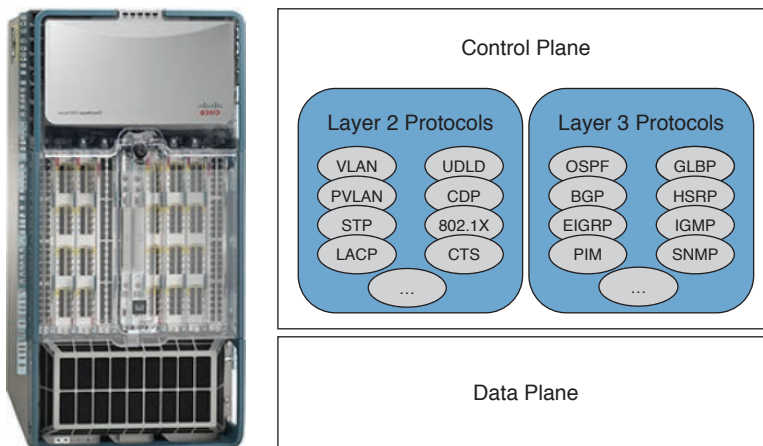 Control Plane
Layer 2 Protocols
VLAN UDLD
PVLAN CDP
STP 802.1X
LACP CTS
...
Layer 3 Protocols
OSPF GLBP
BGP HSRP
EIGRP IGMP
PIM SNMP
...
Data Plane